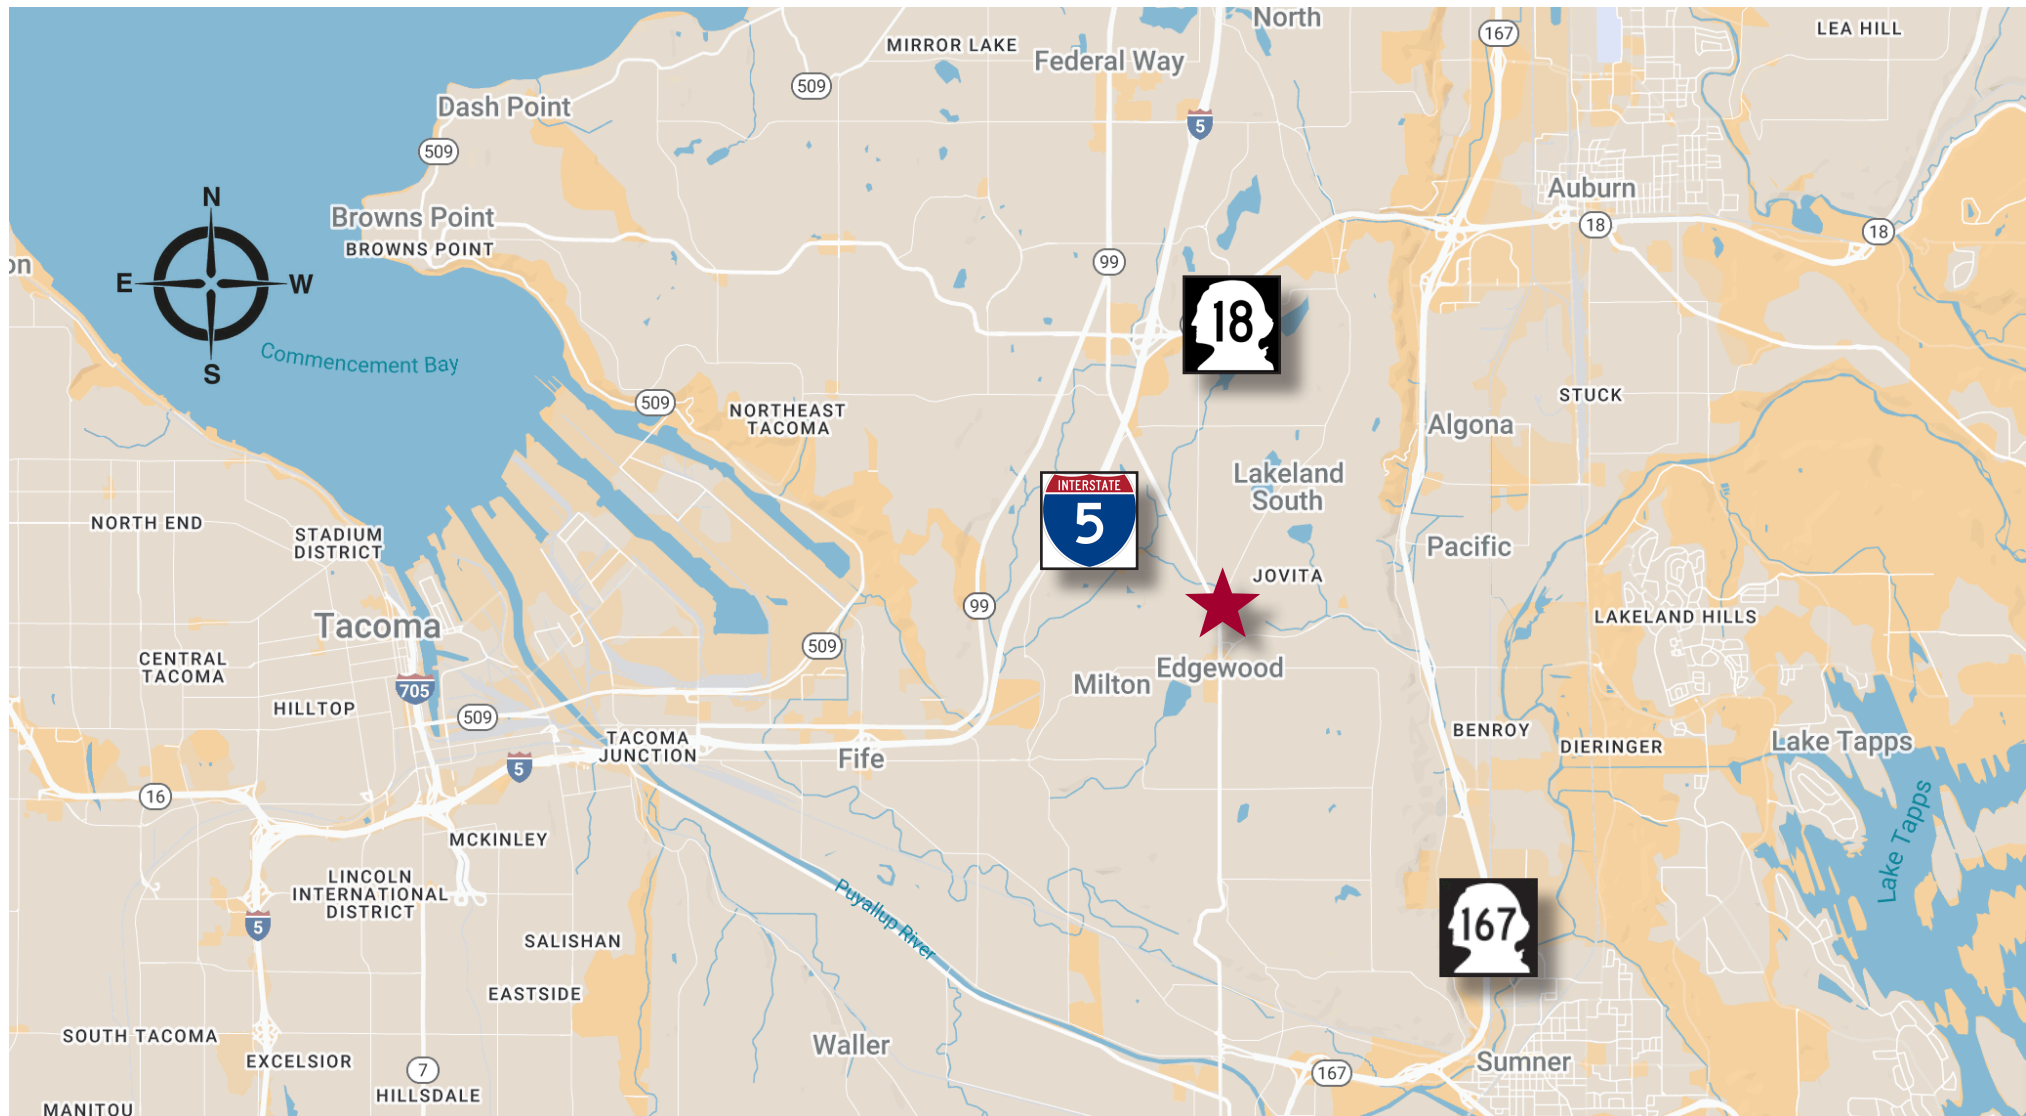 North
167
LEA HILL
MIRROR LAKE
Federal Way
509
Dash Point
5
509
Auburn
N
Browns Point
18
18
BROWNS POINT
99
on
E
W
18
S
Commencement Bay
STUCK
509
NORTHEAST
TACOMA
Algona
Lakeland
South
INTERSTATE
5
NORTH END
STADIUM
DISTRICT
Pacific
JOVITA
99
LAKELAND HILLS
Tacoma
509
CENTRAL
TACOMA
Edgewood
Milton
705
HILLTOP
509
BENROY
DIERINGER
Lake Tapps
TACOMA
JUNCTION
Fife
5
16
MCKINLEY
Lake Tapps
LINCOLN
INTERNATIONAL
DISTRICT
Puyallup River
5
167
SALISHAN
EASTSIDE
SOUTH TACOMA
Waller
EXCELSIOR
Sumner
7
167
HILLSDALE
MANITOU